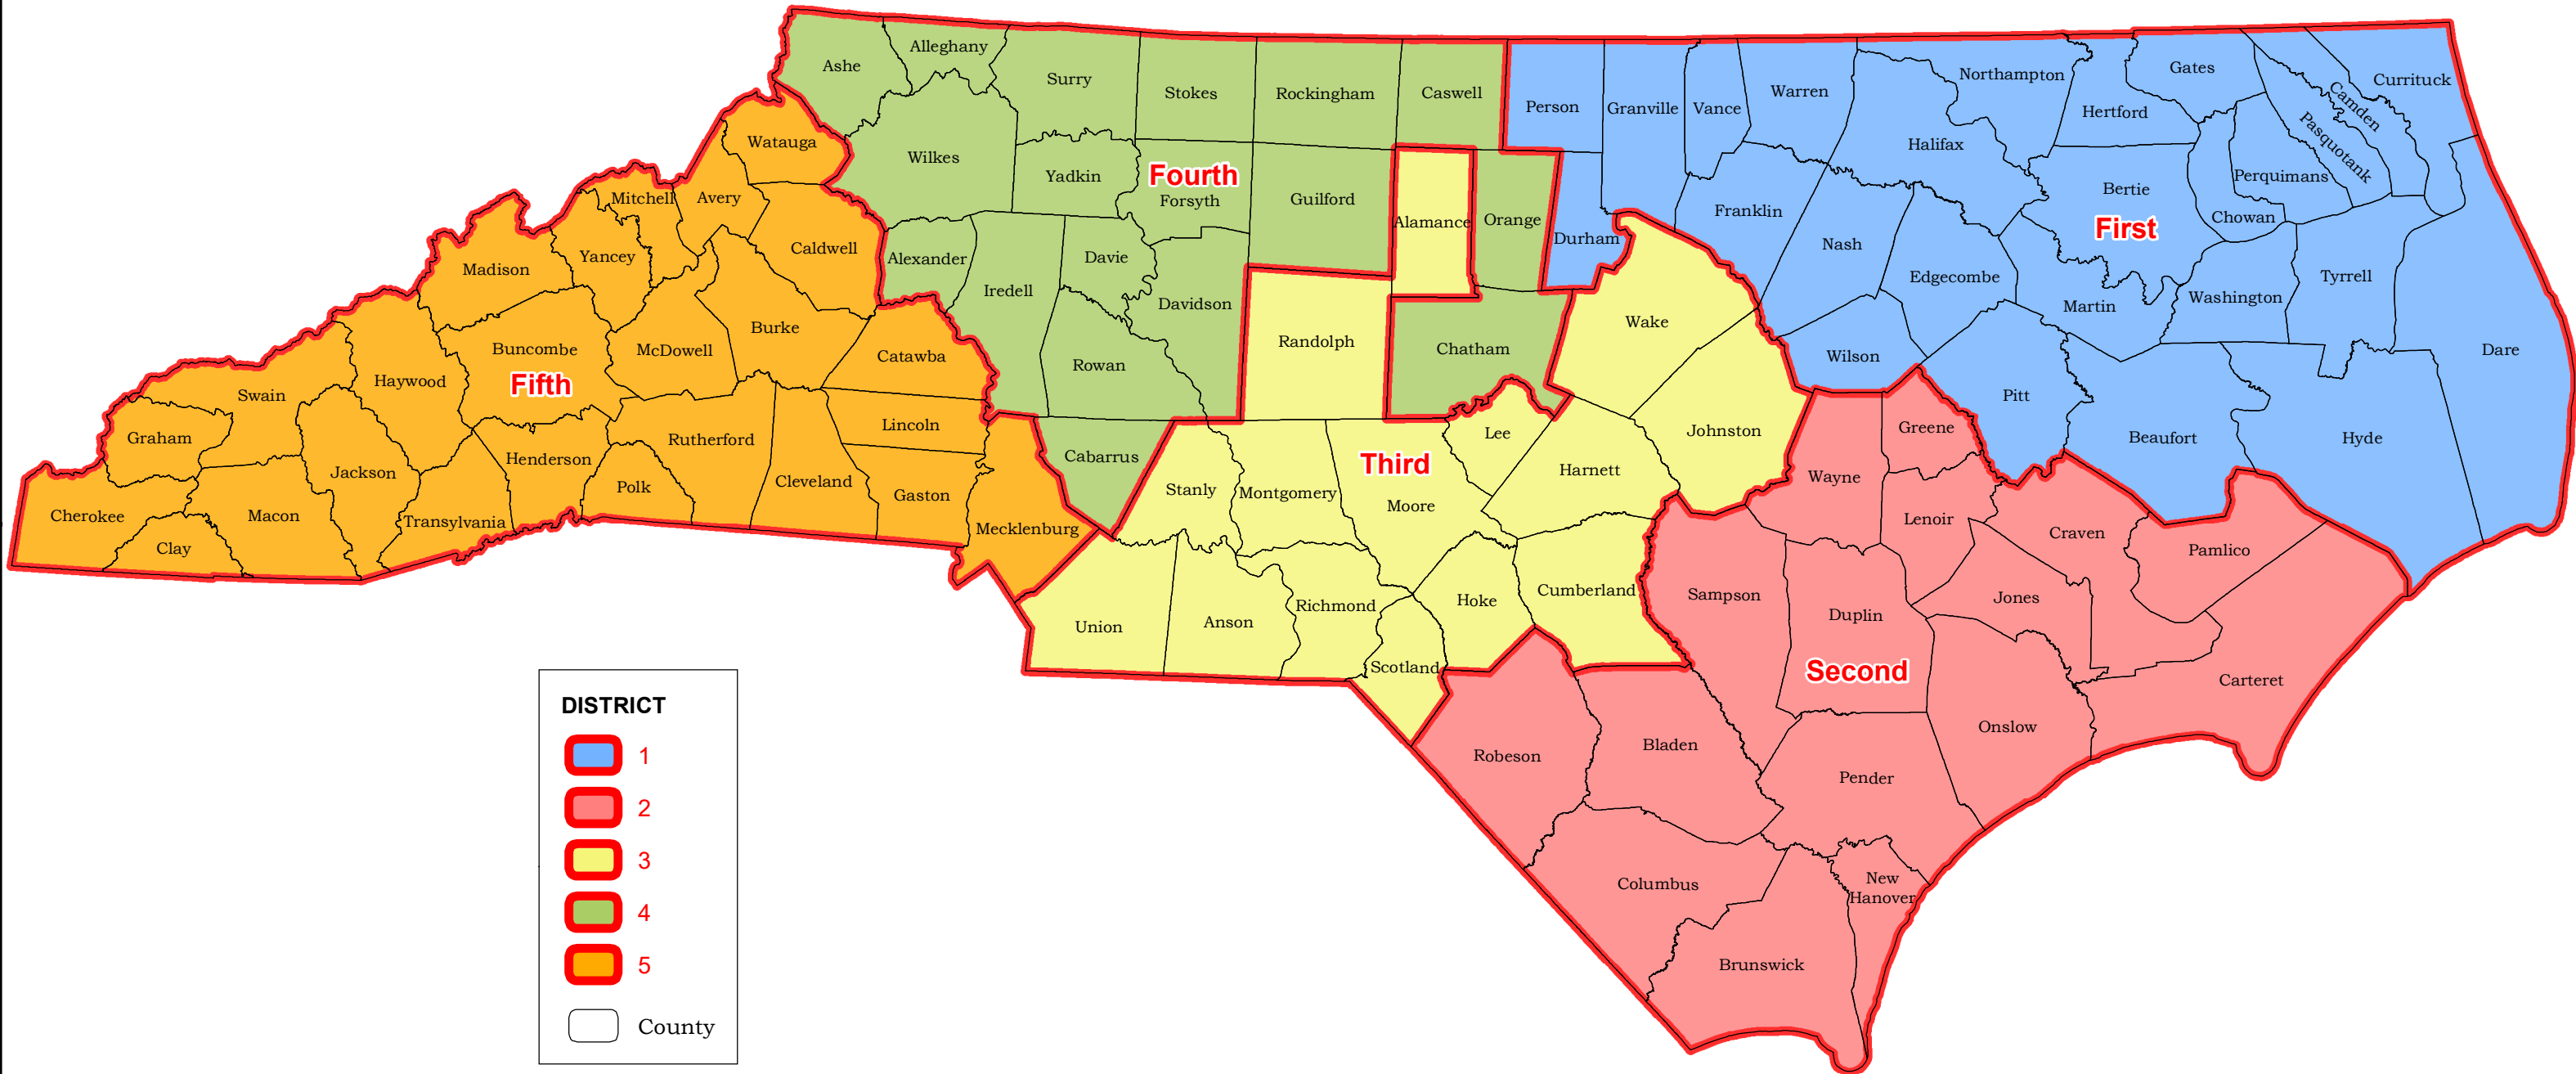 Ashe
Alleghany
Surry
Stokes
Rockingham
Caswell
Person
Granville
Vance
Warren
Northampton
Gates
Currituck
Camden
Hertford
Pasquotank
Halifax
Watauga
Wilkes
Yadkin
Fourth
Forsyth
Guilford
Alamance
Orange
Durham
Franklin
Nash
Edgecombe
Bertie
First
Perquimans
Chowan
Mitchell
Avery
Caldwell
Alexander
Iredell
Davie
Davidson
Madison
Yancey
Burke
McDowell
Buncombe
Fifth
Haywood
Swain
Graham
Catawba
Rowan
Randolph
Chatham
Wake
Wilson
Martin
Washington
Tyrrell
Dare
Pitt
Beaufort
Hyde
Cherokee
Clay
Macon
Jackson
Transylvania
Henderson
Polk
Rutherford
Cleveland
Lincoln
Gaston
Mecklenburg
Cabarrus
Stanly
Montgomery
Third
Moore
Lee
Harnett
Johnston
Wayne
Greene
Lenoir
Craven
Pamlico
Jones
Union
Anson
Richmond
Scotland
Hoke
Cumberland
Sampson
Duplin
Second
Onslow
Carteret
Robeson
Bladen
Pender
Columbus
New
Hanover
Brunswick
DISTRICT
1
2
3
4
5
County